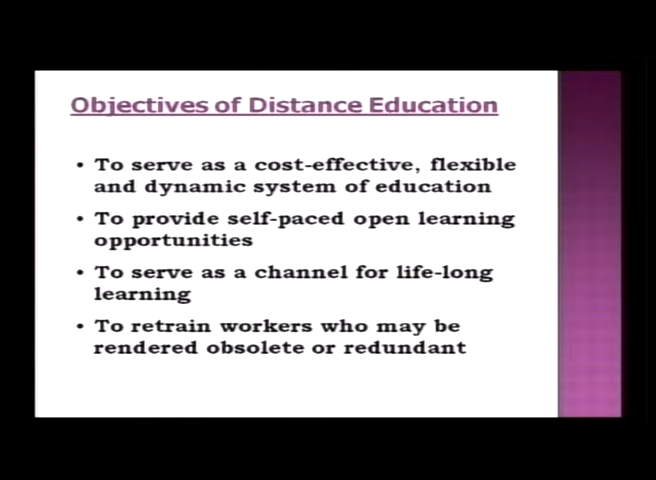 Objectives of Distance Education
• To serve as a cost-effective, flexible
and dynamic system of education
• To provide self-paced open learning
opportunities
• To serve as a channel for life-long
learning
• To retrain workers who may be
rendered obsolete or redundant